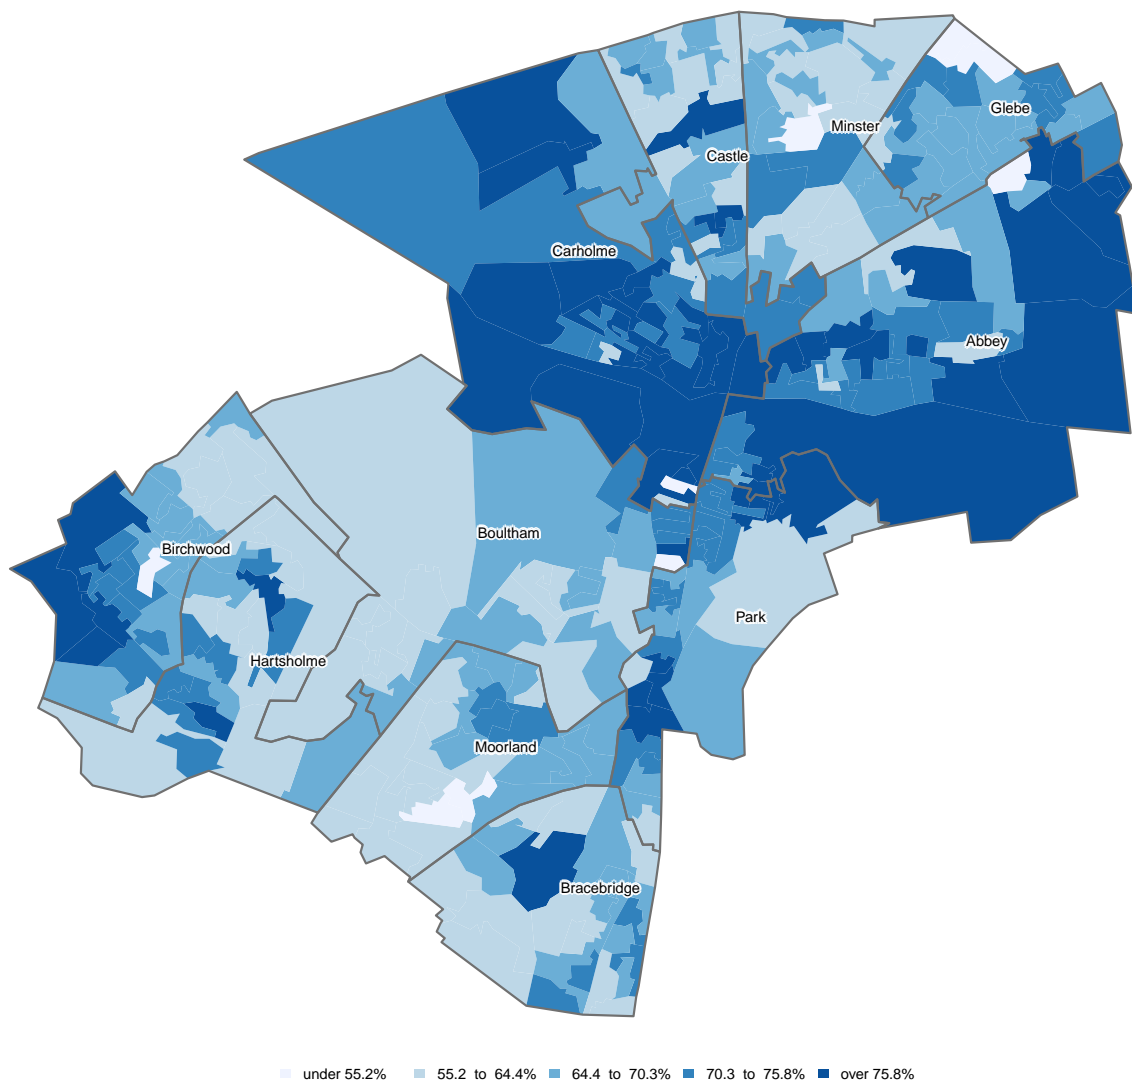 Glebe
Minster
Castle
Carholme
Abbey
Boultham
Birchwood
Park
Hartsholme
Moorland
Bracebridge
under 55.2% 55.2 to 64.4% 64.4 to 70.3% 70.3 to 75.8% over 75.8%